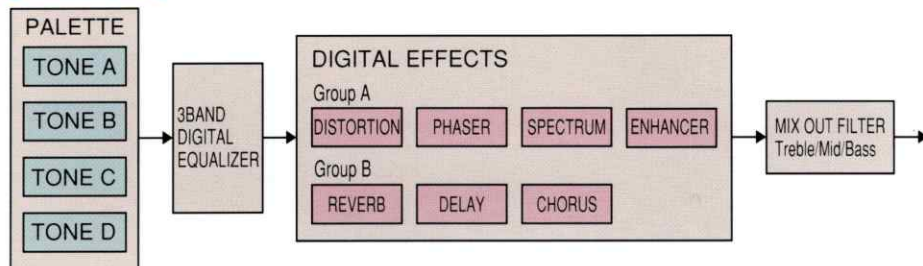 PALETTE
TONE A
TONE B
TONE C
TONE D
3BAND
DIGITAL
EQUALIZER
DIGITAL EFFECTS
Group A
DISTORTION
PHASER
SPECTRUM
ENHANCER
Group B
REVERB
DELAY
CHORUS
MIX OUT FILTER
Treble/Mid/Bass